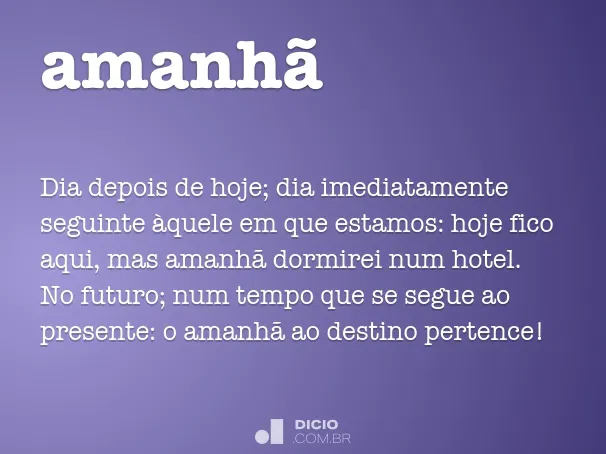 amanhã
Dia depois de hoje; dia imediatamente
seguinte àquele em que estamos: hoje fico
aqui, mas amanhã dormirei num hotel.
No futuro; num tempo que se segue ao
presente: o amanhã ao destino pertence!
DICIO
.COM.BR